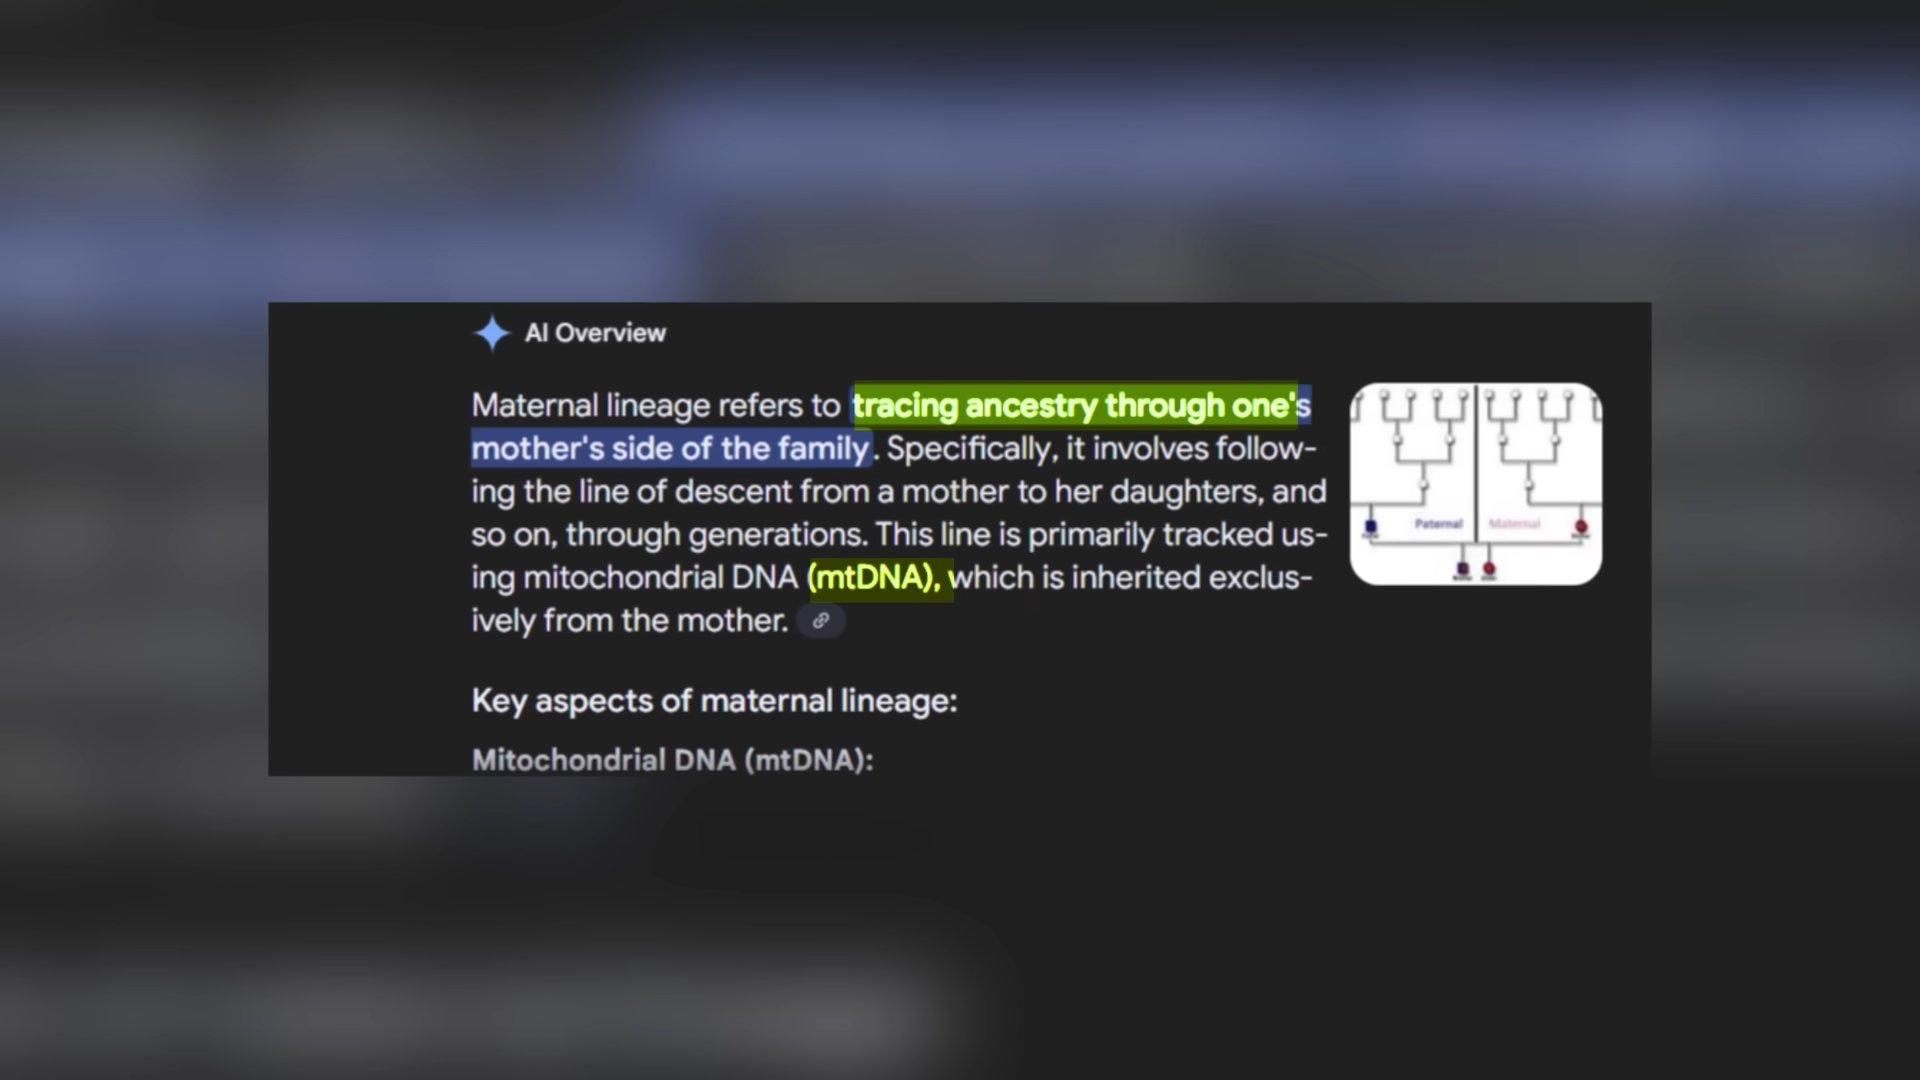 AI Overview
Maternal lineage refers to tracing ancestry through one's
mother's side of the family. Specifically, it involves follow-
ing the line of descent from a mother to her daughters, and
so on, through generations. This line is primarily tracked us-
ing mitochondrial DNA (mtDNA), which is inherited exclus-
ively from the mother.
Paternal Maternal
Key aspects of maternal lineage:
Mitochondrial DNA (mtDNA):